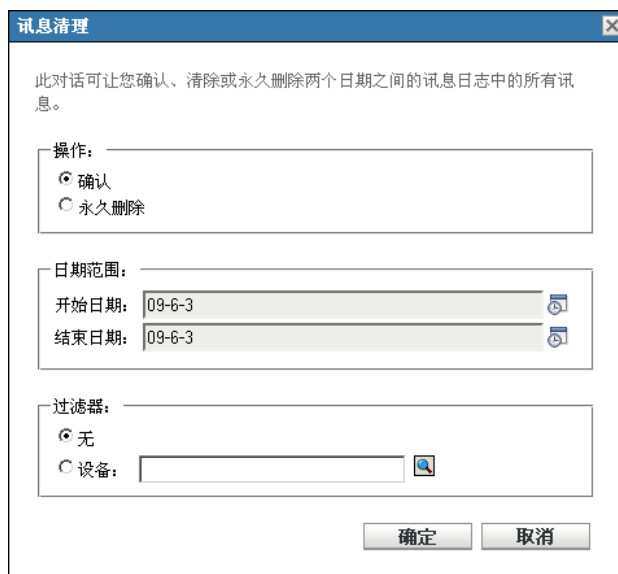 讯息清理
此对话可让您确认、清除或永久删除两个日期之间的讯息日志中的所有讯
息。
操作：
确认
永久删除
日期范围：
开始日期： 09-6-3
结束日期： 09-6-3
过滤器：
无
设备：
确定 取消